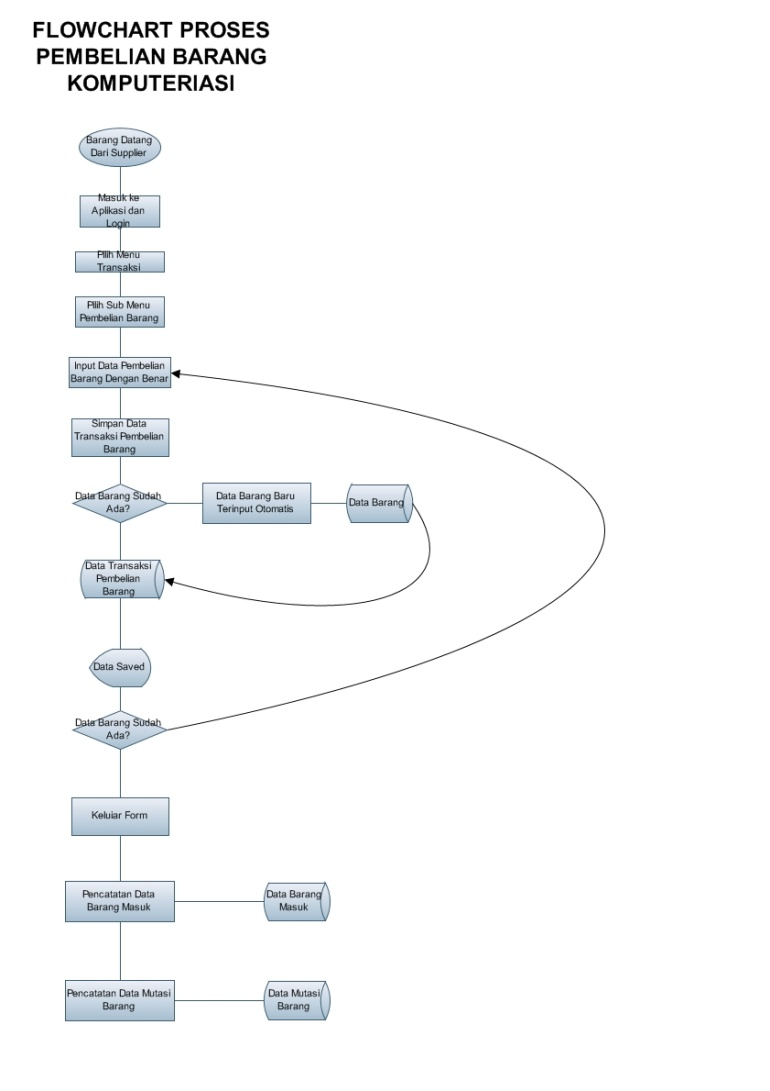 FLOWCHART PROSES
PEMBELIAN BARANG
KOMPUTERIASI
Barang Datang
Dari Supplier
Masuk ke
Aplikasi dan
Login
PIih Menu
Transaksi
PIlih Sub Menu
Pembelian Barang
Input Data Pembelian
Barang Dengan Benar
Simpan Data
Transaksi Pembelian
Barang
Data Barang Sudah
Ada?
Data Barang Baru
Terinput Otomatis
Data Barang
Data Transaksi
Pembelian
Barang
Data Saved
Data Barang Sudah
Ada?
Keluiar Form
Pencatatan Data
Barang Masuk
Data Barang
Masuk
Pencatatan Data Mutasi
Barang
Data Mutasi
Barang